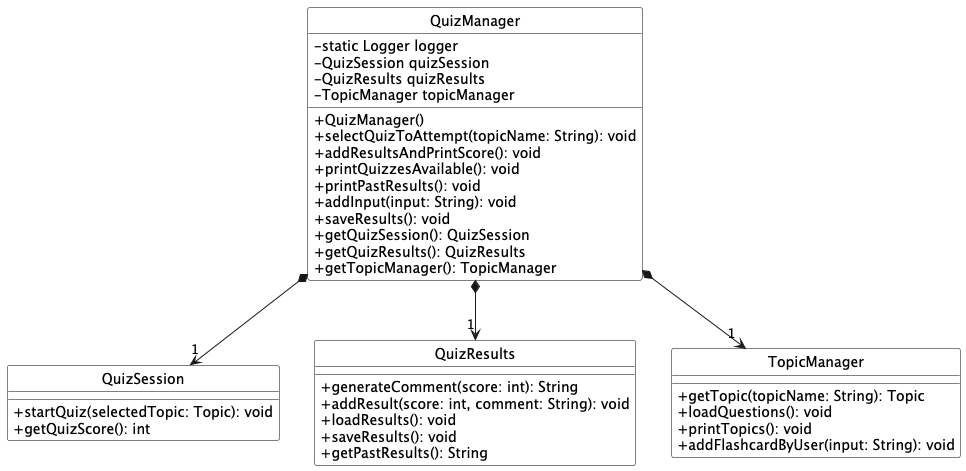 QuizManager
–static Logger logger
–QuizSession quizSession
–QuizResults quizResults
–TopicManager topicManager
+QuizManager()
+selectQuizToAttempt(topicName: String): void
+addResultsAndPrintScore(): void
+printQuizzesAvailable(): void
+printPastResults(): void
+addInput(input: String): void
+saveResults(): void
+getQuizSession(): QuizSession
+getQuizResults(): QuizResults
+getTopicManager(): TopicManager
1
1
1
QuizSession
+startQuiz(selectedTopic: Topic): void
+getQuizScore(): int
QuizResults
+generateComment(score: int): String
+addResult(score: int, comment: String): void
+loadResults(): void
+saveResults(): void
+getPastResults(): String
TopicManager
+getTopic(topicName: String): Topic
+loadQuestions(): void
+printTopics(): void
+addFlashcardByUser(input: String): void